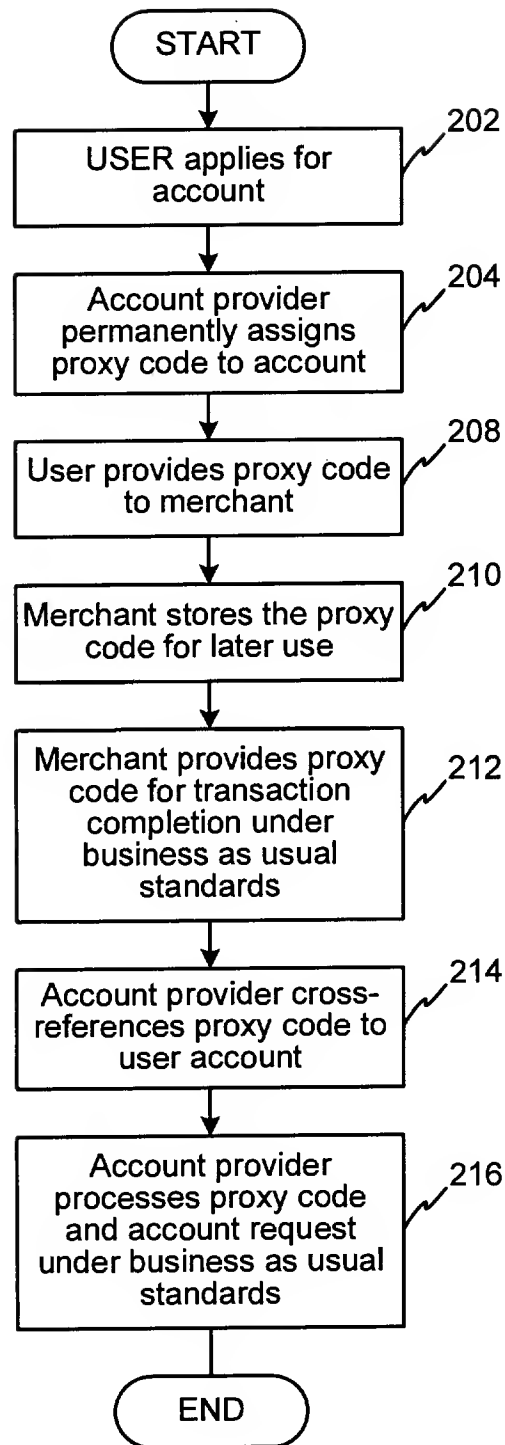 START
202
USER applies for
account
204
Account provider
permanently assigns
proxy code to account
208
User provides proxy code
to merchant
210
Merchant stores the proxy
code for later use
212
Merchant provides proxy
code for transaction
completion under
business as usual
standards
214
Account provider cross-
references proxy code to
user account
216
Account provider
processes proxy code
and account request
under business as usual
standards
END